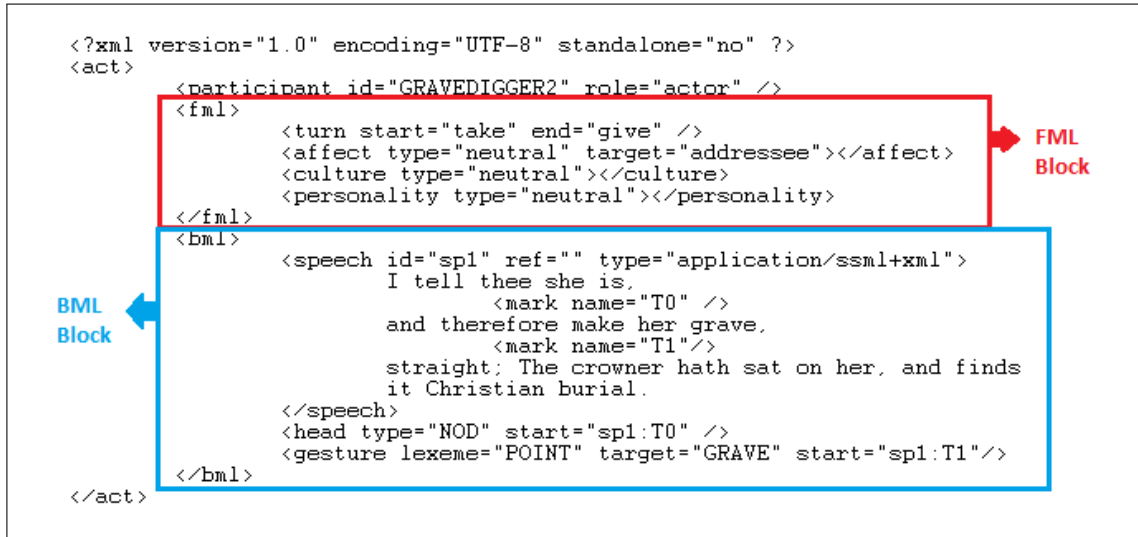 <?xml version="1.0" encoding="UTF-8" standalone="no" ?>
<act>
<participant id="GRAVEDIGGER2" role="actor" />
<fml>
<turn start="take" end="give" />
<affect type="neutral" target="addressee"></affect>
<culture type="neutral"></culture>
<personality type="neutral"></personality>
</fml>
FML
Block
<bml>
<speech id="sp1" ref="" type="application/ssml+xml">
I tell thee she is,
<mark name="T0" />
and therefore make her grave,
<mark name="T1"/>
straight; The crowner hath sat on her, and finds
it Christian burial.
</speech>
<head type="NOD" start="sp1:T0" />
<gesture lexeme="POINT" target="GRAVE" start="sp1:T1"/>
</bml>
BML
Block
</act>